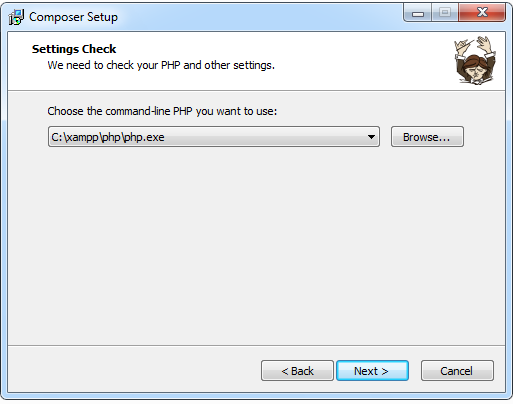 Composer Setup
Settings Check
We need to check your PHP and other settings.
Choose the command-line PHP you want to use:
C:\xampp\php\php.exe
Browse...
< Back
Next >
Cancel